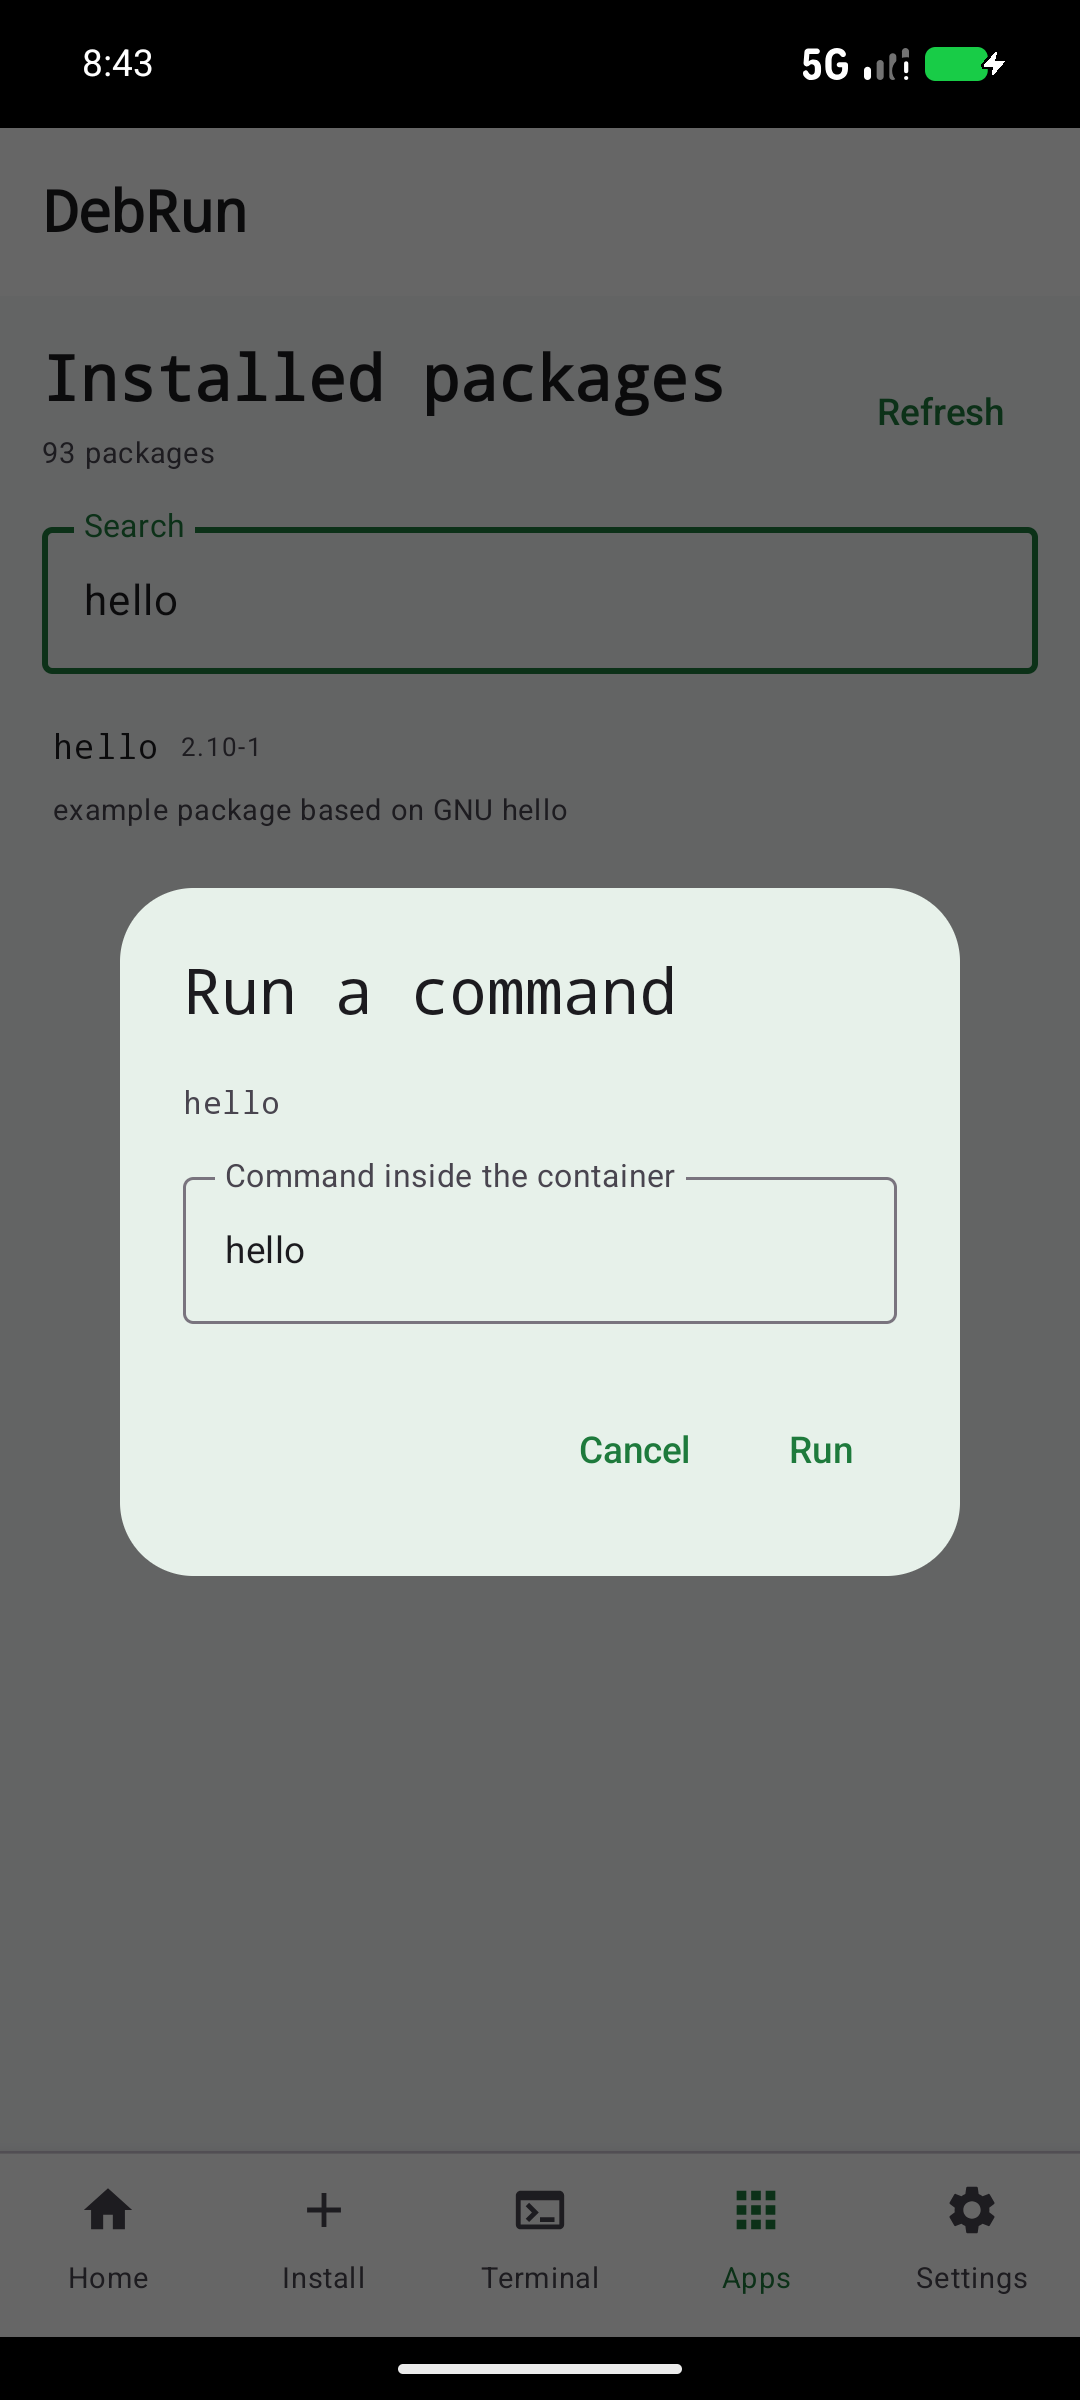 8:43
5G
DebRun
Installed packages
Refresh
93 packages
Search
hello
hello 2.10-1
example package based on GNU hello
Run a command
hello
Command inside the container
hello
Cancel Run
Home Install Terminal Apps Settings